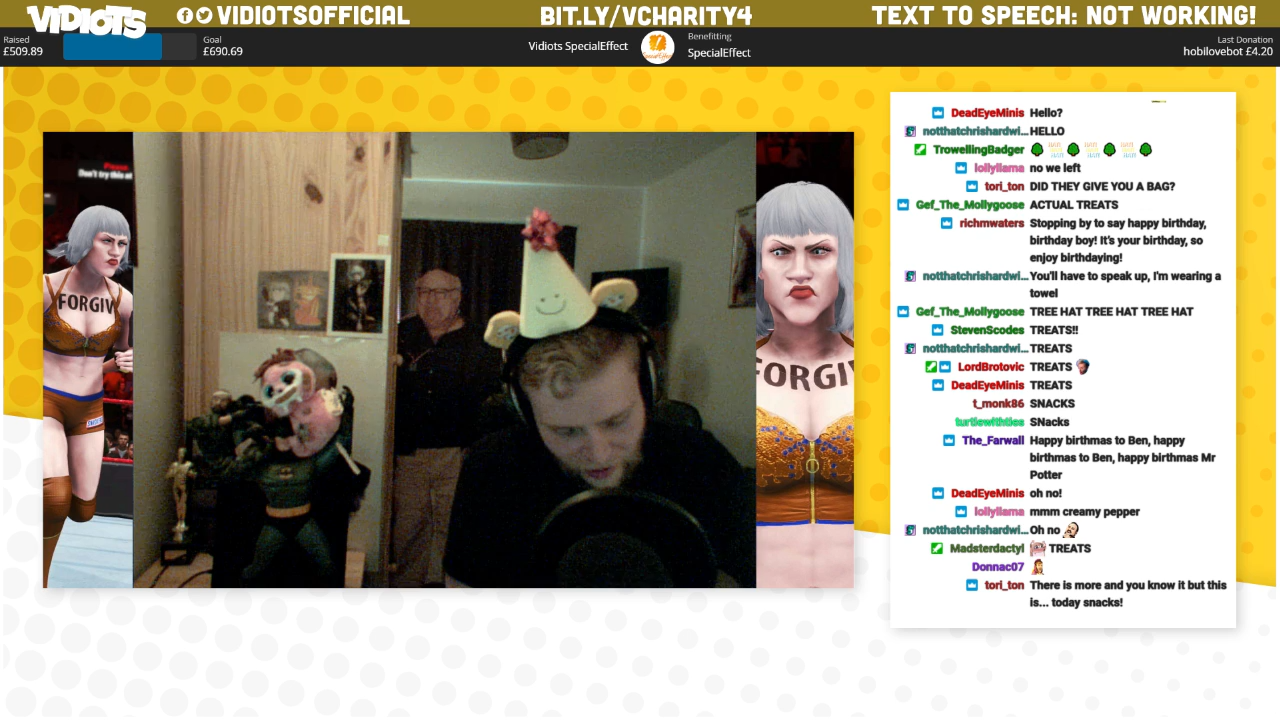 VIDIOTS
VIDIOTSOFFICIAL
BIT.LY/VCHARITY4
TEXT TO SPEECH: NOT WORKING!
Raised
£509.89
Goal
£690.69
Vidiots SpecialEffect
Benefitting
SpecialEffect
Last Donation
hobilovebot £4.20
Please
Don't try this at
FORGIV
FORGIV
DeadEyeMinis Hello?
notthatchrishardwi... HELLO
TrowellingBadger
lollyllama no we left
tori_ton DID THEY GIVE YOU A BAG?
Gef_The_Mollygoose ACTUAL TREATS
richmwaters Stopping by to say happy birthday,
birthday boy! It's your birthday, so
enjoy birthdaying!
notthatchrishardwi... You'll have to speak up, I'm wearing a
towel
Gef_The_Mollygoose TREE HAT TREE HAT TREE HAT
StevenScodes TREATS!!
notthatchrishardwi... TREATS
LordBrotovic TREATS
DeadEyeMinis TREATS
t_monk86 SNACKS
turtlewithties SNacks
The_Farwall Happy birthmas to Ben, happy
birthmas to Ben, happy birthmas Mr
Potter
DeadEyeMinis oh no!
lollyllama mmm creamy pepper
notthatchrishardwi... Oh no
Madsterdactyl TREATS
Donnac07
tori_ton There is more and you know it but this
is... today snacks!